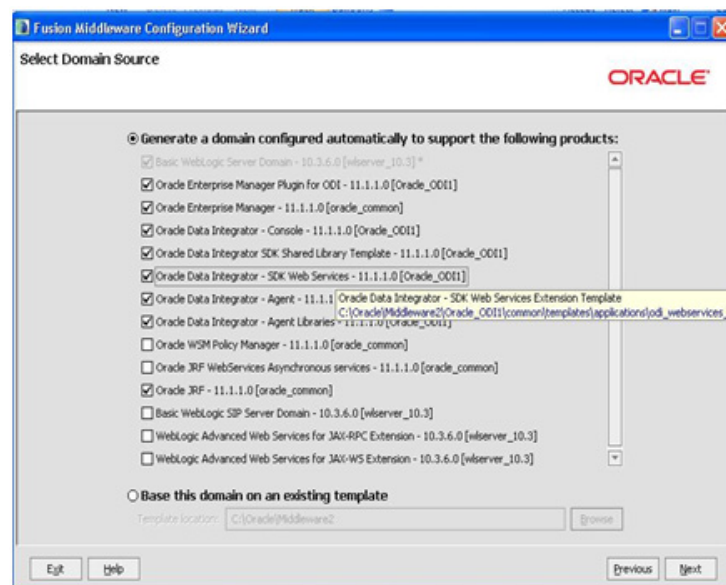 Fusion Middleware Configuration Wizard
Select Domain Source
ORACLE
Generate a domain configured automatically to support the following products:
Basic WebLogic Server Domain - 10.3.6.0 [wlserver_10.3] *
Oracle Enterprise Manager Plugin for ODI - 11.1.1.0 [Oracle_ODI1]
Oracle Enterprise Manager - 11.1.1.0 [oracle_common]
Oracle Data Integrator - Console - 11.1.1.0 [Oracle_ODI1]
Oracle Data Integrator SDK Shared Library Template - 11.1.1.0 [Oracle_ODI1]
Oracle Data Integrator - SDK Web Services - 11.1.1.0 [Oracle_ODI1]
Oracle Data Integrator - Agent - 11.1.1
Oracle Data Integrator - SDK Web Services Extension Template
C:\Oracle\Middleware2\Oracle_ODI1\common\templates\applications\odi_webservices_
Oracle Data Integrator - Agent Libraries - 11.1.1.0 [Oracle_ODI1]
Oracle WSM Policy Manager - 11.1.1.0 [oracle_common]
Oracle JRF WebServices Asynchronous services - 11.1.1.0 [oracle_common]
Oracle JRF - 11.1.1.0 [oracle_common]
Basic WebLogic SIP Server Domain - 10.3.6.0 [wlserver_10.3]
WebLogic Advanced Web Services for JAX-RPC Extension - 10.3.6.0 [wlserver_10.3]
WebLogic Advanced Web Services for JAX-WS Extension - 10.3.6.0 [wlserver_10.3]
Base this domain on an existing template
Template location: C:\Oracle\Middleware2 Browse
Exit Help Previous Next